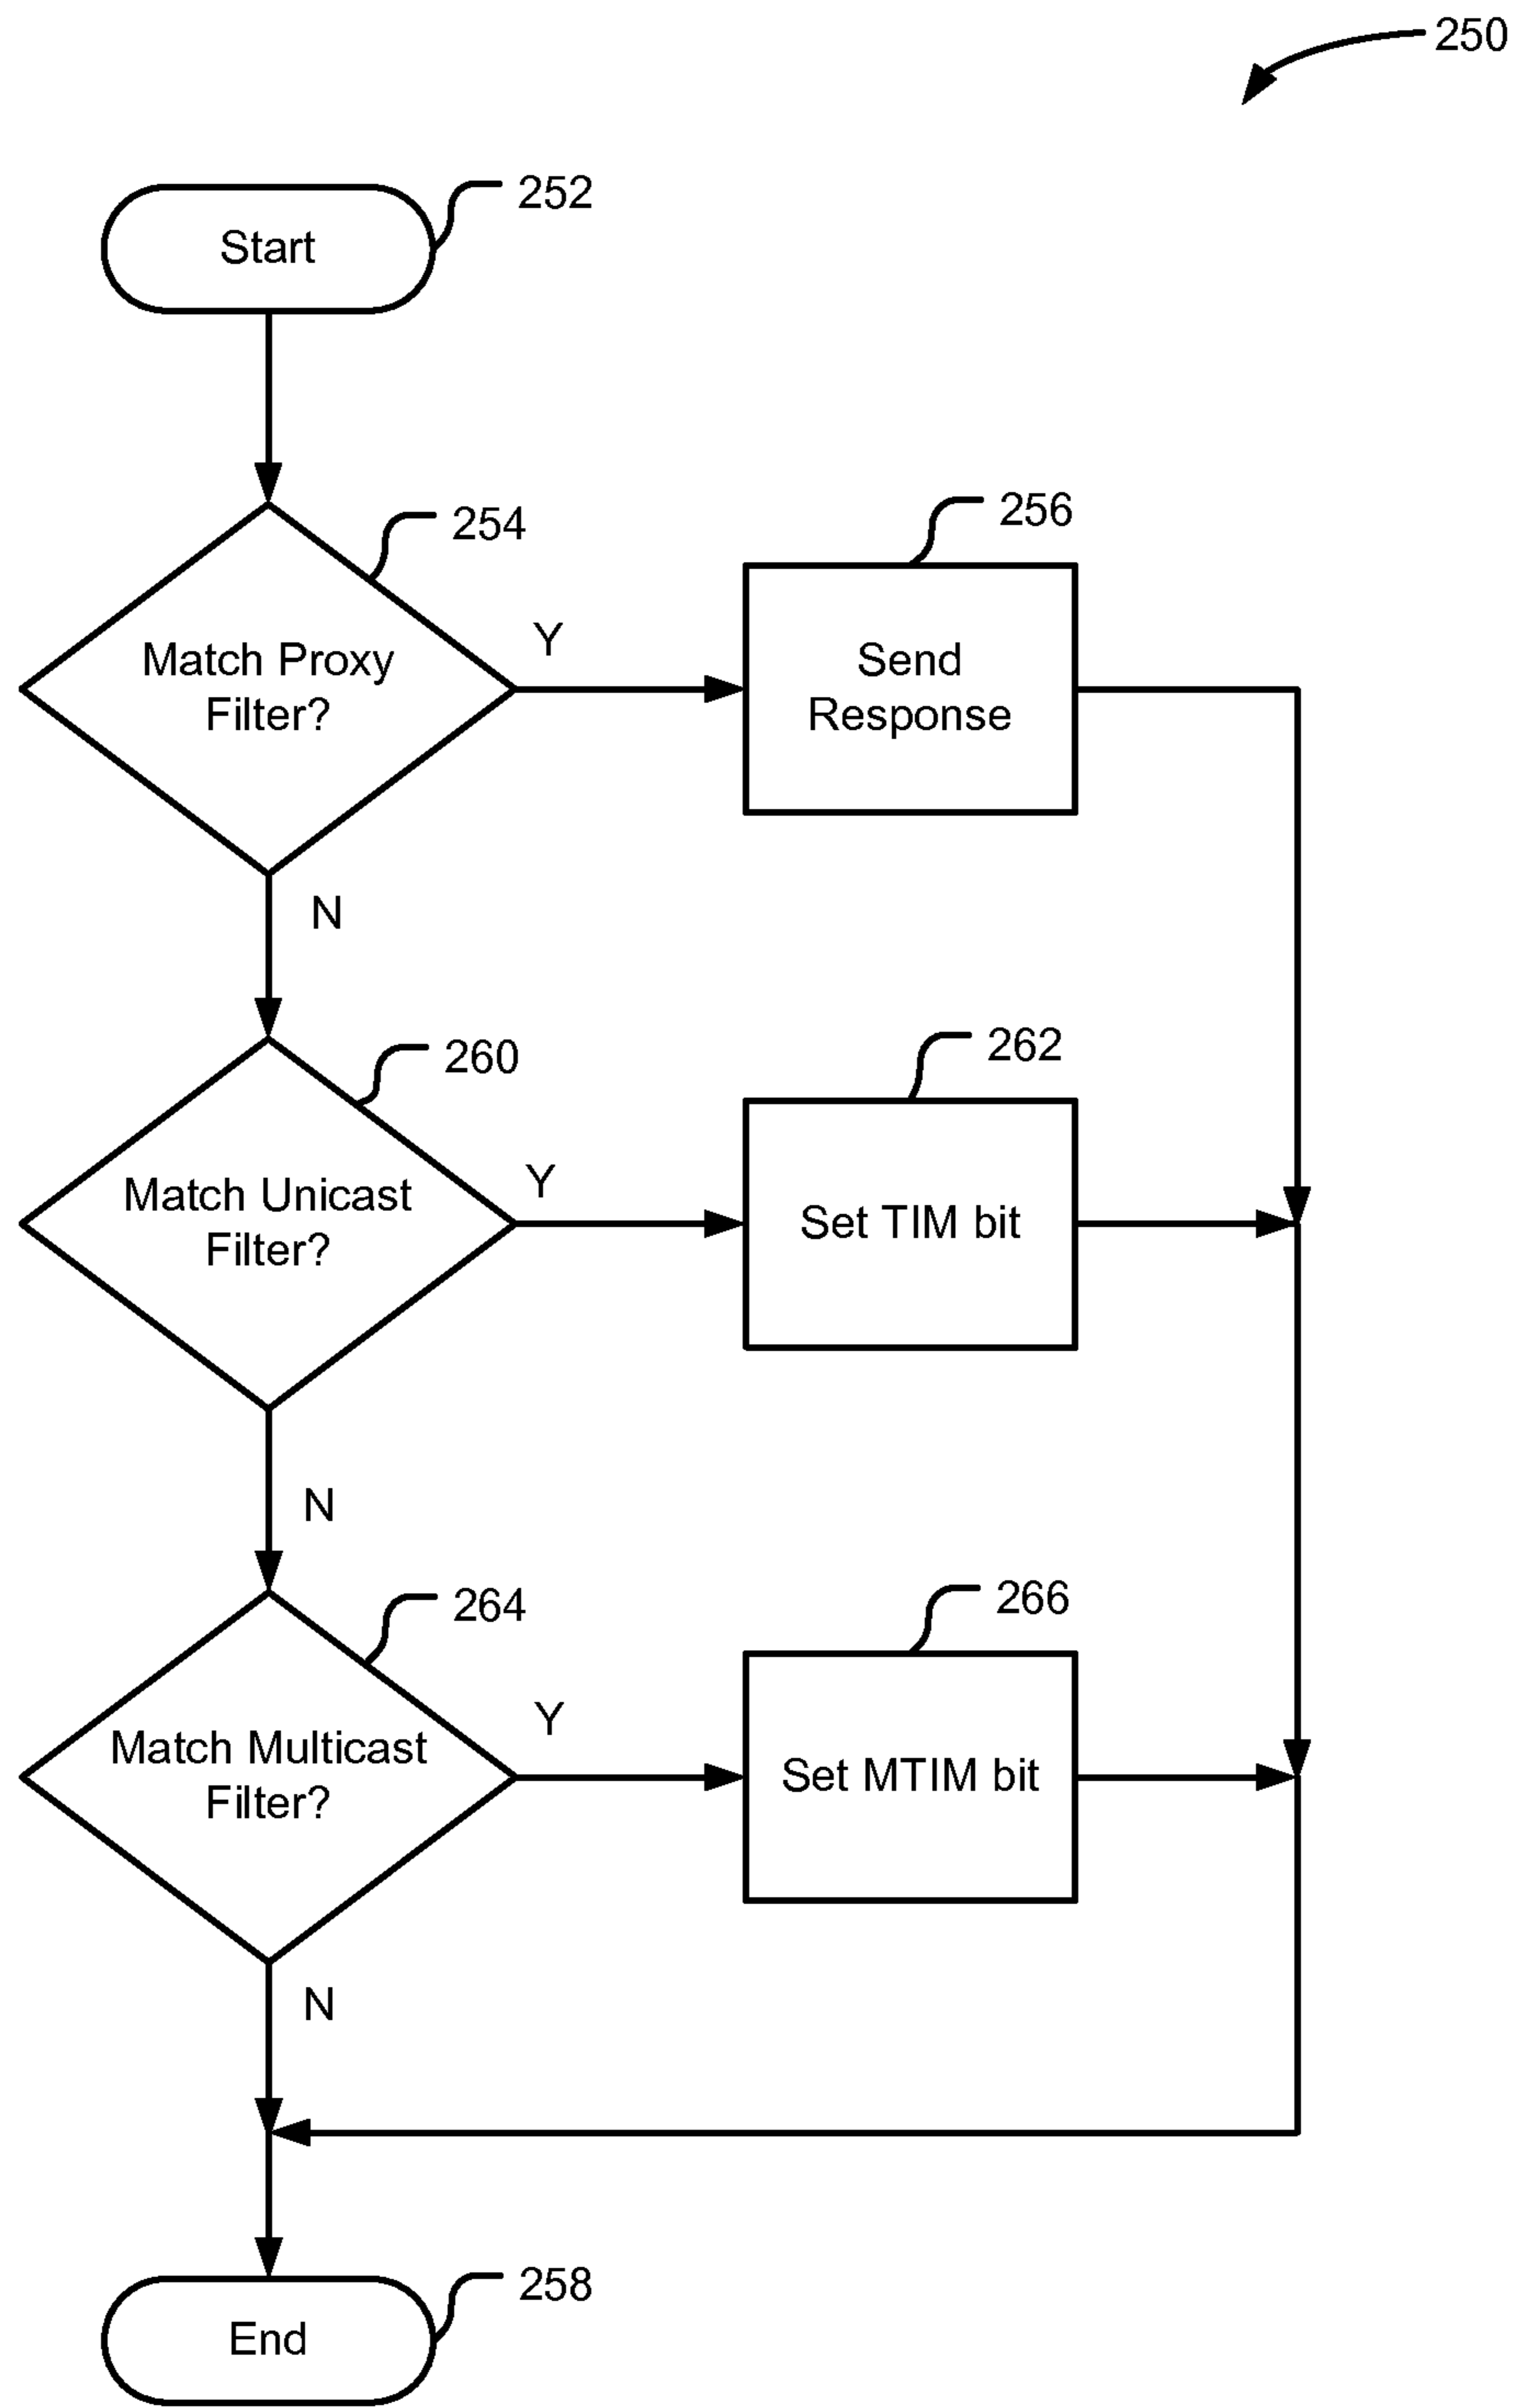 250
252
Start
254
256
Match Proxy
Filter?
Y
Send
Response
N
260
262
Match Unicast
Filter?
Y
Set TIM bit
N
264
266
Match Multicast
Filter?
Y
Set MTIM bit
N
258
End